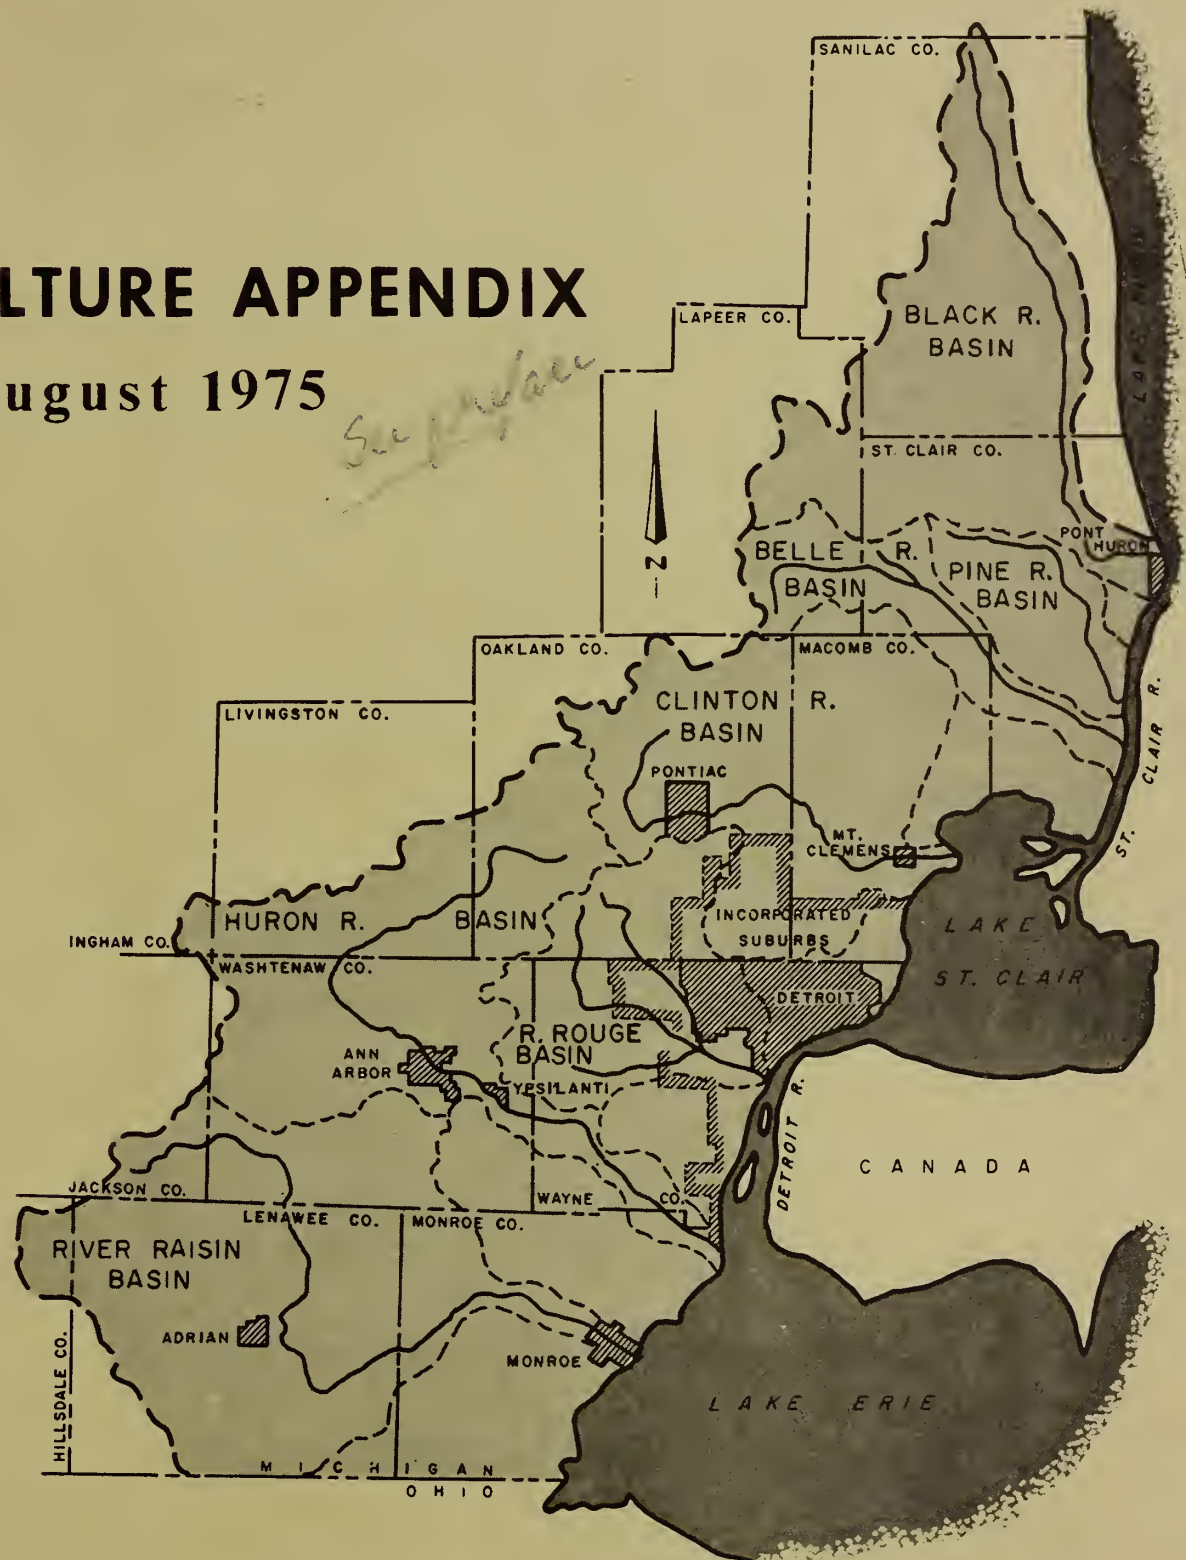 LTURE APPENDIX
ugust 1975
SANILAC CO.
LAPEER CO.
BLACK R.
BASIN
LAKE HURON
ST. CLAIR CO.
PONT
HURON
BELLE R.
BASIN
PINE R.
BASIN
N
OAKLAND CO.
MACOMB CO.
LIVINGSTON CO.
CLINTON R.
BASIN
PONTIAC
ST. CLAIR R.
MT.
CLEMENS
INCORPORATED
SUBURBS
HURON R. BASIN
INGHAM CO.
WASHTENAW CO.
LAKE
ST. CLAIR
DETROIT
R. ROUGE
BASIN
ANN
ARBOR
YPSILANTI
DETROIT R.
CANADA
JACKSON CO.
WAYNE CO.
LENAWEE CO.
MONROE CO.
RIVER RAISIN
BASIN
ADRIAN
MONROE
HILLSDALE CO.
LAKE ERIE
MICHIGAN
OHIO